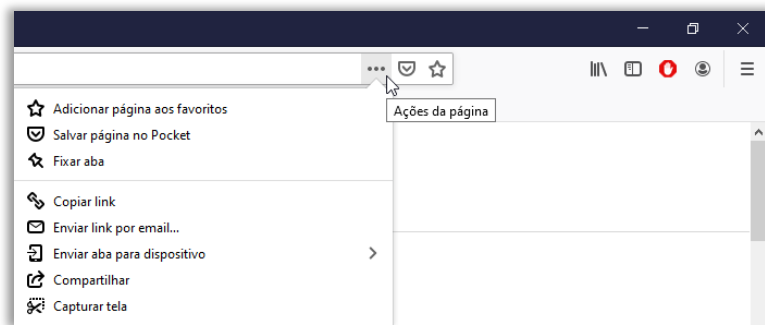 Ações da página
Adicionar página aos favoritos
Salvar página no Pocket
Fixar aba
Copiar link
Enviar link por email...
Enviar aba para dispositivo
Compartilhar
Capturar tela